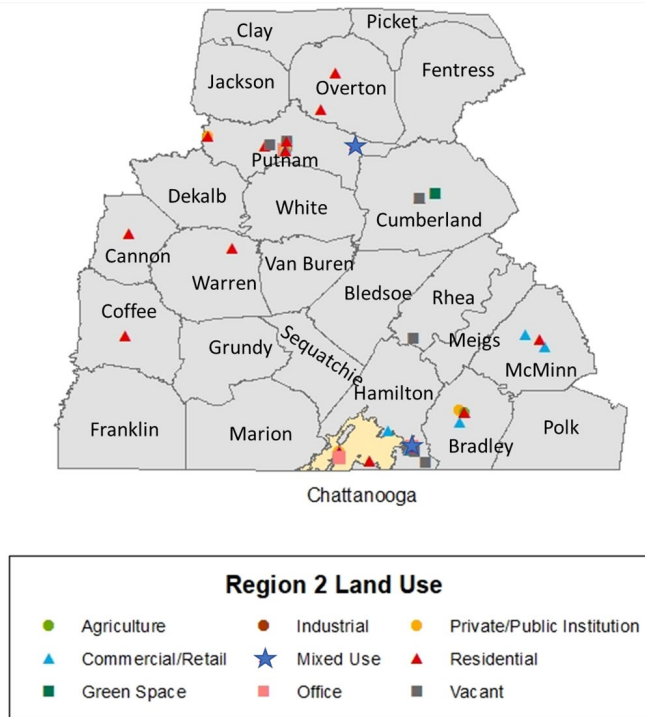 Clay
Picket
Jackson
Overton
Fentress
Putnam
Dekalb
White
Cumberland
Cannon
Warren
Van Buren
Bledsoe
Rhea
Coffee
Grundy
Sequatchie
Meigs
McMinn
Hamilton
Franklin
Marion
Bradley
Polk
Chattanooga
Region 2 Land Use
Agriculture Industrial Private/Public Institution
Commercial/Retail Mixed Use Residential
Green Space Office Vacant